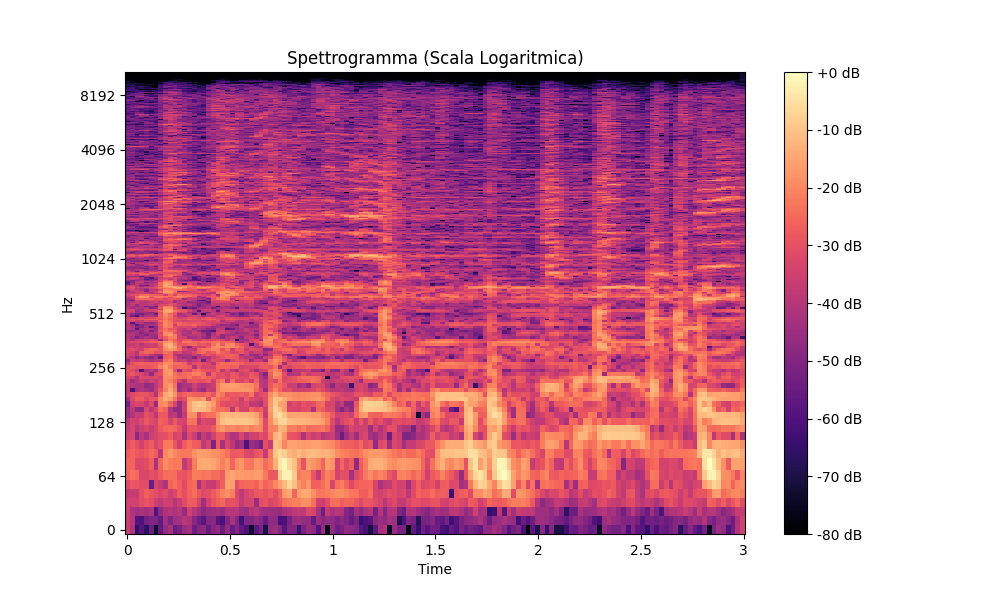 Spettrogramma (Scala Logaritmica)
Hz
8192
4096
2048
1024
512
256
128
64
0
0
0.5
1
1.5
2
2.5
3
Time
+0 dB
-10 dB
-20 dB
-30 dB
-40 dB
-50 dB
-60 dB
-70 dB
-80 dB